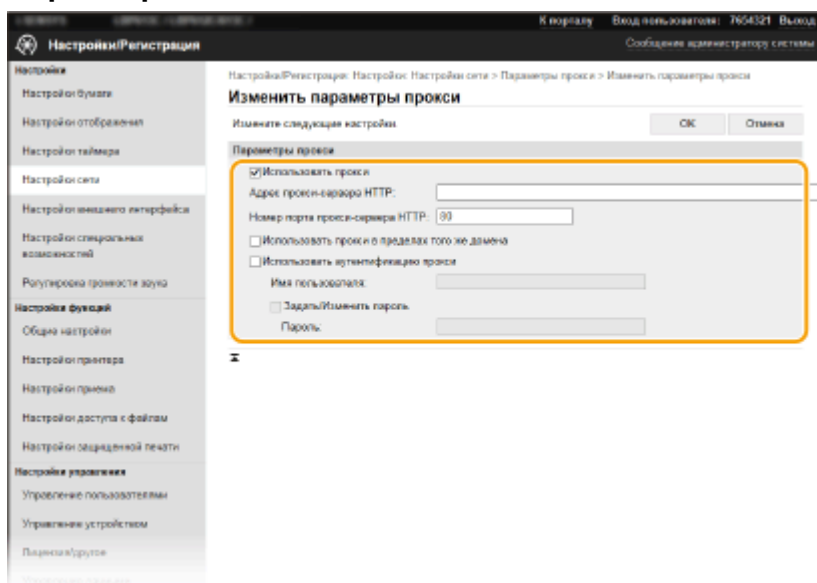 К порталу Вход пользователя: 7654321 Выход
Настройки/Регистрация
Сообщение администратору системы
Настройки
Настройки бумаги
Настройки отображения
Настройки таймера
Настройки сети
Настройки внешнего интерфейса
Настройки специальных
возможностей
Регулировка громкости звука
Настройки функций
Общие настройки
Настройки принтера
Настройки приема
Настройки доступа к файлам
Настройки защищенной печати
Настройки управления
Управление пользователями
Управление устройством
Лицензия/другое
Настройка/Регистрация: Настройки: Настройки сети > Параметры прокси > Изменить параметры прокси
Изменить параметры прокси
Измените следующие настройки.
OK Отмена
Параметры прокси
Использовать прокси
Адрес прокси-сервера HTTP:
Номер порта прокси-сервера HTTP: 80
Использовать прокси в пределах того же домена
Использовать аутентификацию прокси
Имя пользователя:
Задать/Изменить пароль
Пароль: